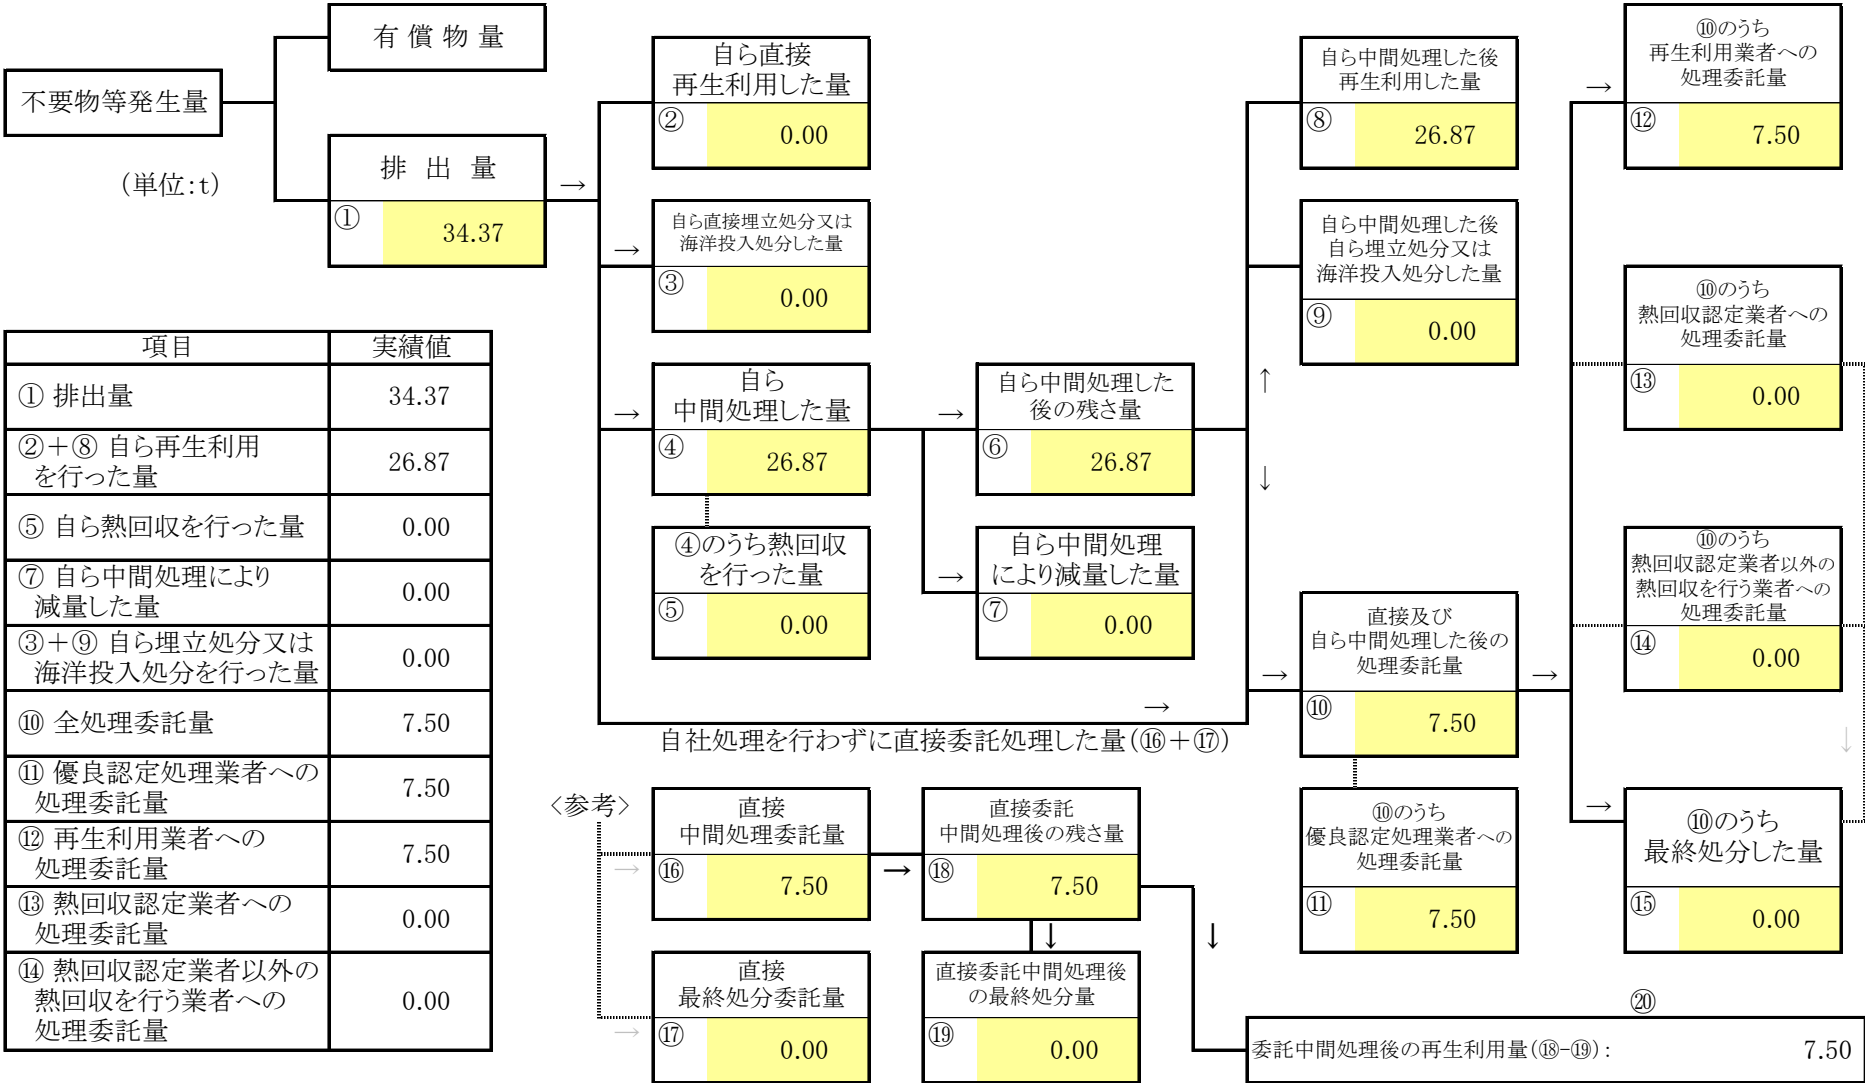 有 償 物 量
不要物等発生量
(単位:t)
排 出 量
①
34.37
→
自ら直接
再生利用した量
②
0.00
→
自ら直接埋立処分又は
海洋投入処分した量
③
0.00
→
自ら
中間処理した量
④
26.87
④のうち熱回収
を行った量
⑤
0.00
→
自ら中間処理した
後の残さ量
⑥
26.87
→
自ら中間処理
により減量した量
⑦
0.00
↑
↓
自ら中間処理した後
再生利用した量
⑧
26.87
自ら中間処理した後
自ら埋立処分又は
海洋投入処分した量
⑨
0.00
→
直接及び
自ら中間処理した後の
処理委託量
⑩
7.50
⑩のうち
優良認定処理業者への
処理委託量
⑪
7.50
→
→
⑩のうち
再生利用業者への
処理委託量
⑫
7.50
⑩のうち
熱回収認定業者への
処理委託量
⑬
0.00
⑩のうち
熱回収認定業者以外の
熱回収を行う業者への
処理委託量
⑭
0.00
↓
→
⑩のうち
最終処分した量
⑮
0.00
→
自社処理を行わずに直接委託処理した量(⑯+⑰)
項目 実績値
① 排出量 34.37
②+⑧ 自ら再生利用
を行った量 26.87
⑤ 自ら熱回収を行った量 0.00
⑦ 自ら中間処理により
減量した量 0.00
③+⑨ 自ら埋立処分又は
海洋投入処分を行った量 0.00
⑩ 全処理委託量 7.50
⑪ 優良認定処理業者への
処理委託量 7.50
⑫ 再生利用業者への
処理委託量 7.50
⑬ 熱回収認定業者への
処理委託量 0.00
⑭ 熱回収認定業者以外の
熱回収を行う業者への
処理委託量 0.00
〈参考〉
→
直接
中間処理委託量
⑯
7.50
→
直接委託
中間処理後の残さ量
⑱
7.50
→
直接
最終処分委託量
⑰
0.00
↓
直接委託中間処理後
の最終処分量
⑲
0.00
↓
⑳
委託中間処理後の再生利用量(⑱-⑲): 7.50